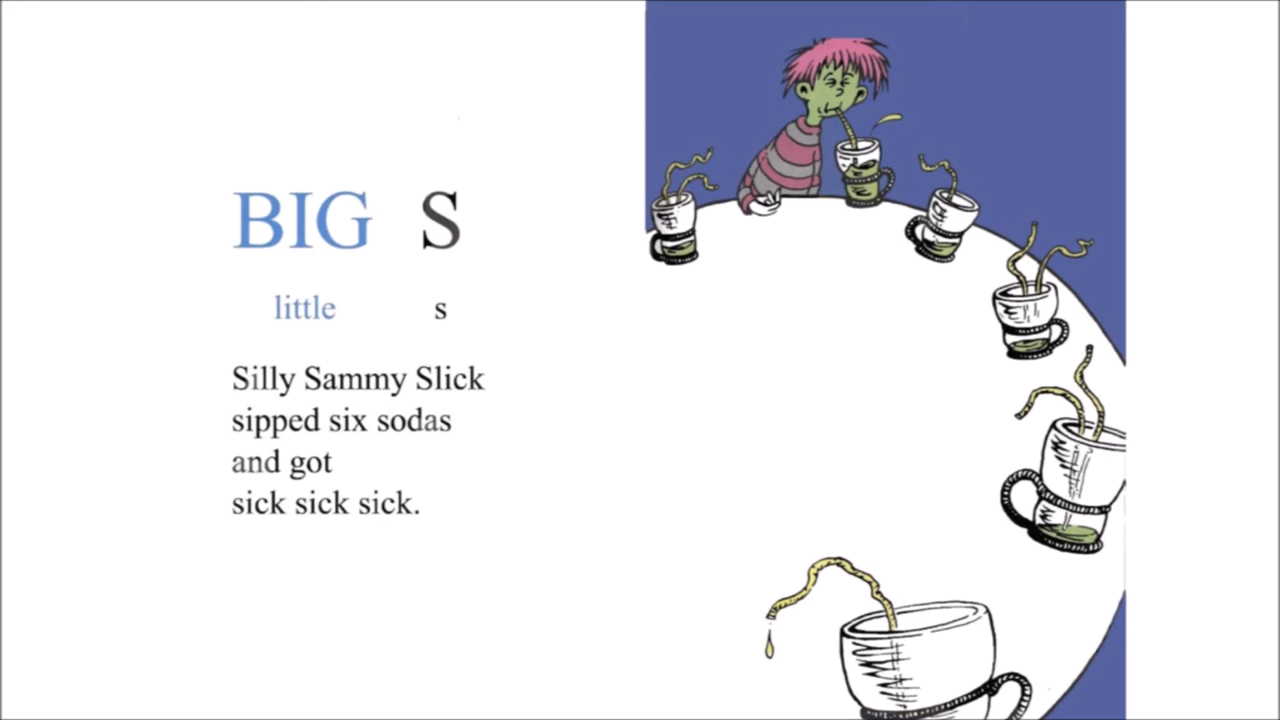 BIG S
little s
Silly Sammy Slick
sipped six sodas
and got
sick sick sick.